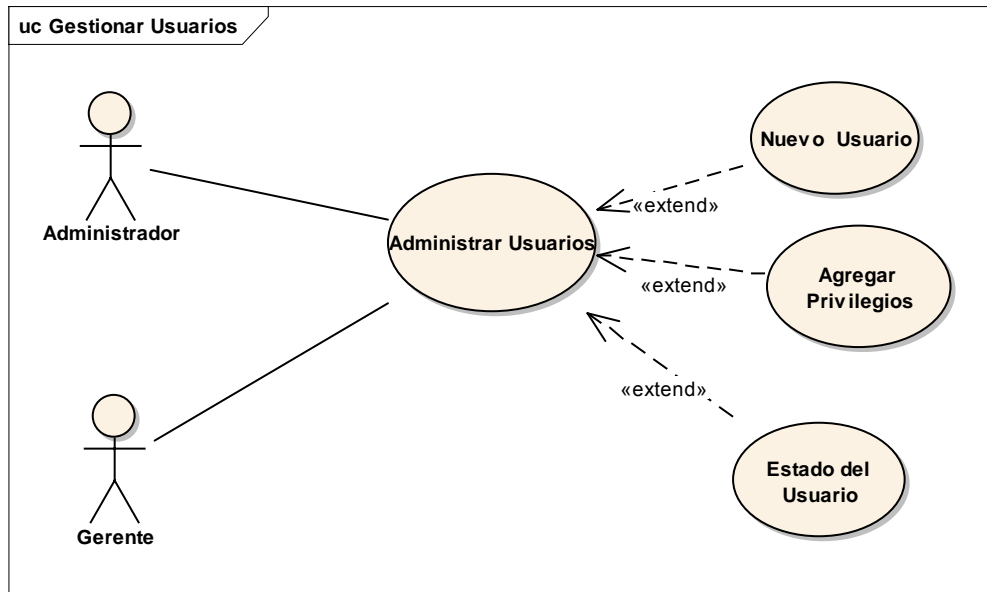 uc Gestionar Usuarios
Administrador
Gerente
Administrar Usuarios
Nuevo Usuario
«extend»
Agregar
Privilegios
«extend»
«extend»
Estado del
Usuario